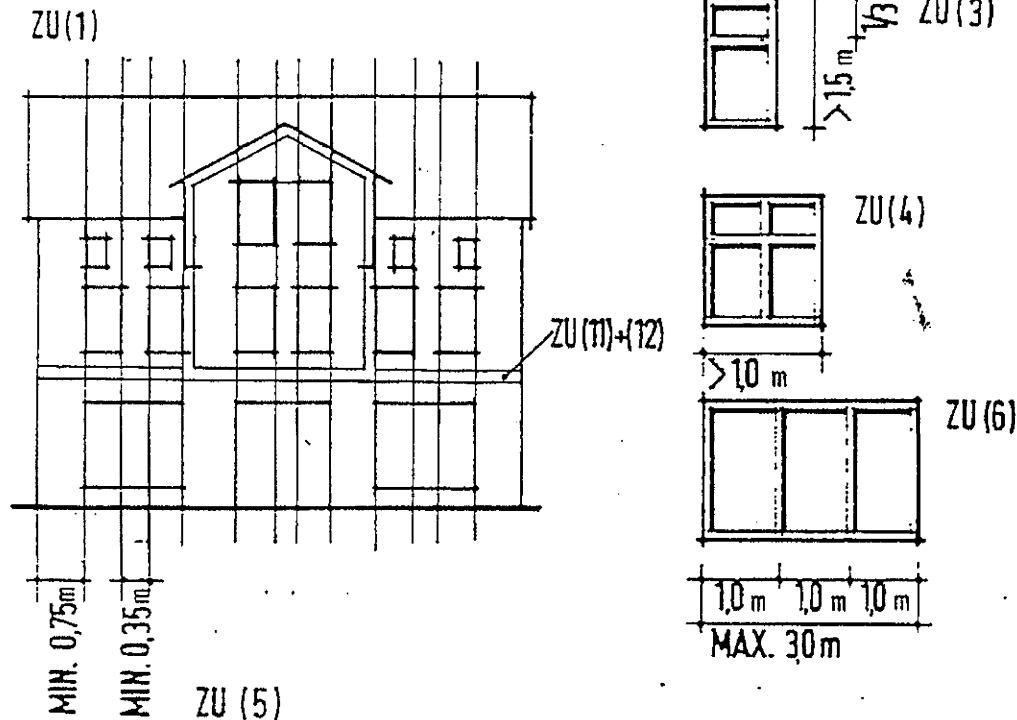 ZU(1)
ZU(3)
1/3
>1,5 m
ZU(4)
ZU(11)+(12)
>1,0 m
ZU(6)
1,0 m 1,0 m 1,0 m
MAX. 3,0 m
MIN. 0,75m
MIN. 0,35m
ZU (5)